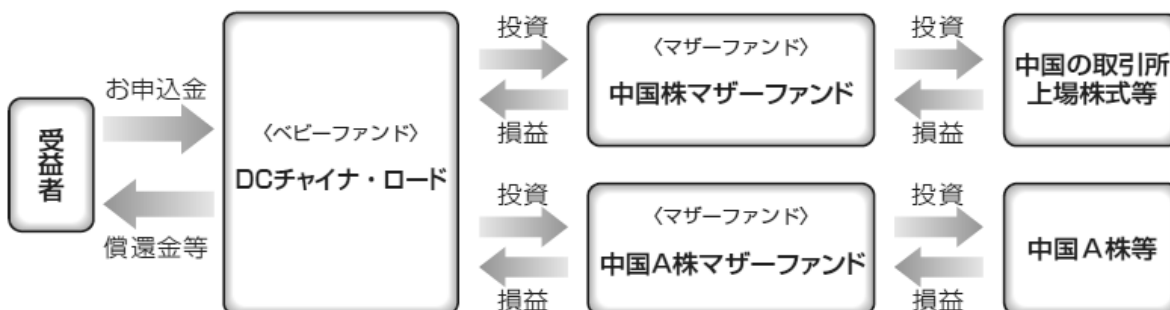 受益者
お申込金
償還金等
〈ベビーファンド〉
DCチャイナ・ロード
投資
損益
〈マザーファンド〉
中国株マザーファンド
投資
損益
中国の取引所
上場株式等
投資
損益
〈マザーファンド〉
中国A株マザーファンド
投資
損益
中国A株等